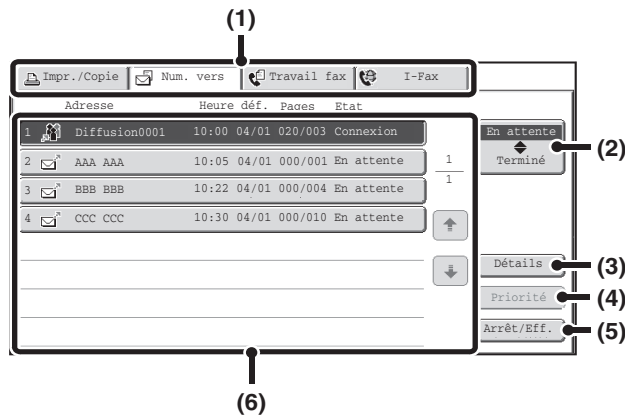 (1)
Impr./Copie Num. vers Travail fax I-Fax
Adresse Heure déf. Pages Etat
1 Diffusion0001 10:00 04/01 020/003 Connexion
2 AAA AAA 10:05 04/01 000/001 En attente
3 BBB BBB 10:22 04/01 000/004 En attente
4 CCC CCC 10:30 04/01 000/010 En attente
1
1
En attente
Terminé
(2)
Détails (3)
Priorité (4)
Arrêt/Eff. (5)
(6)